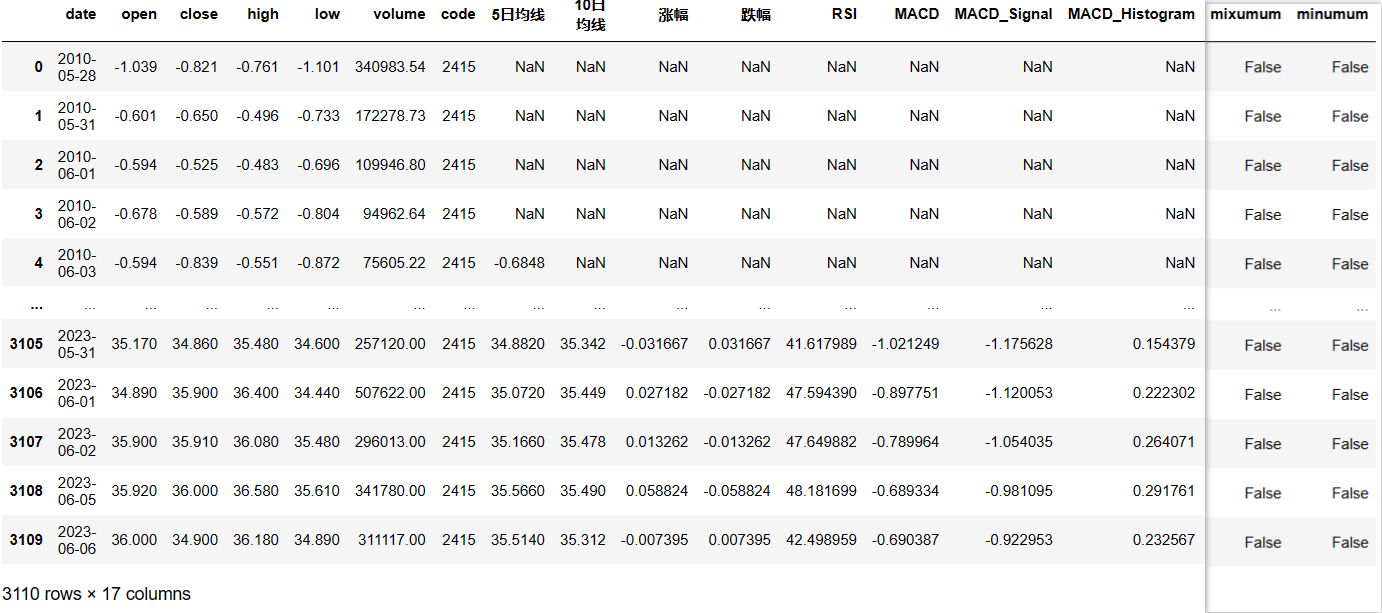 date open close high low volume code 5日均线 10日均线 涨幅 跌幅 RSI MACD MACD_Signal MACD_Histogram mixumum minumum
0 2010-05-28 -1.039 -0.821 -0.761 -1.101 340983.54 2415 NaN NaN NaN NaN NaN NaN NaN NaN False False
1 2010-05-31 -0.601 -0.650 -0.496 -0.733 172278.73 2415 NaN NaN NaN NaN NaN NaN NaN NaN False False
2 2010-06-01 -0.594 -0.525 -0.483 -0.696 109946.80 2415 NaN NaN NaN NaN NaN NaN NaN NaN False False
3 2010-06-02 -0.678 -0.589 -0.572 -0.804 94962.64 2415 NaN NaN NaN NaN NaN NaN NaN NaN False False
4 2010-06-03 -0.594 -0.839 -0.551 -0.872 75605.22 2415 -0.6848 NaN NaN NaN NaN NaN NaN NaN False False
... ... ... ... ... ... ... ... ... ... ... ... ... ... ... ... ... ...
3105 2023-05-31 35.170 34.860 35.480 34.600 257120.00 2415 34.8820 35.342 -0.031667 0.031667 41.617989 -1.021249 -1.175628 0.154379 False False
3106 2023-06-01 34.890 35.900 36.400 34.440 507622.00 2415 35.0720 35.449 0.027182 -0.027182 47.594390 -0.897751 -1.120053 0.222302 False False
3107 2023-06-02 35.900 35.910 36.080 35.480 296013.00 2415 35.1660 35.478 0.013262 -0.013262 47.649882 -0.789964 -1.054035 0.264071 False False
3108 2023-06-05 35.920 36.000 36.580 35.610 341780.00 2415 35.5660 35.490 0.058824 -0.058824 48.181699 -0.689334 -0.981095 0.291761 False False
3109 2023-06-06 36.000 34.900 36.180 34.890 311117.00 2415 35.5140 35.312 -0.007395 0.007395 42.498959 -0.690387 -0.922953 0.232567 False False
3110 rows × 17 columns